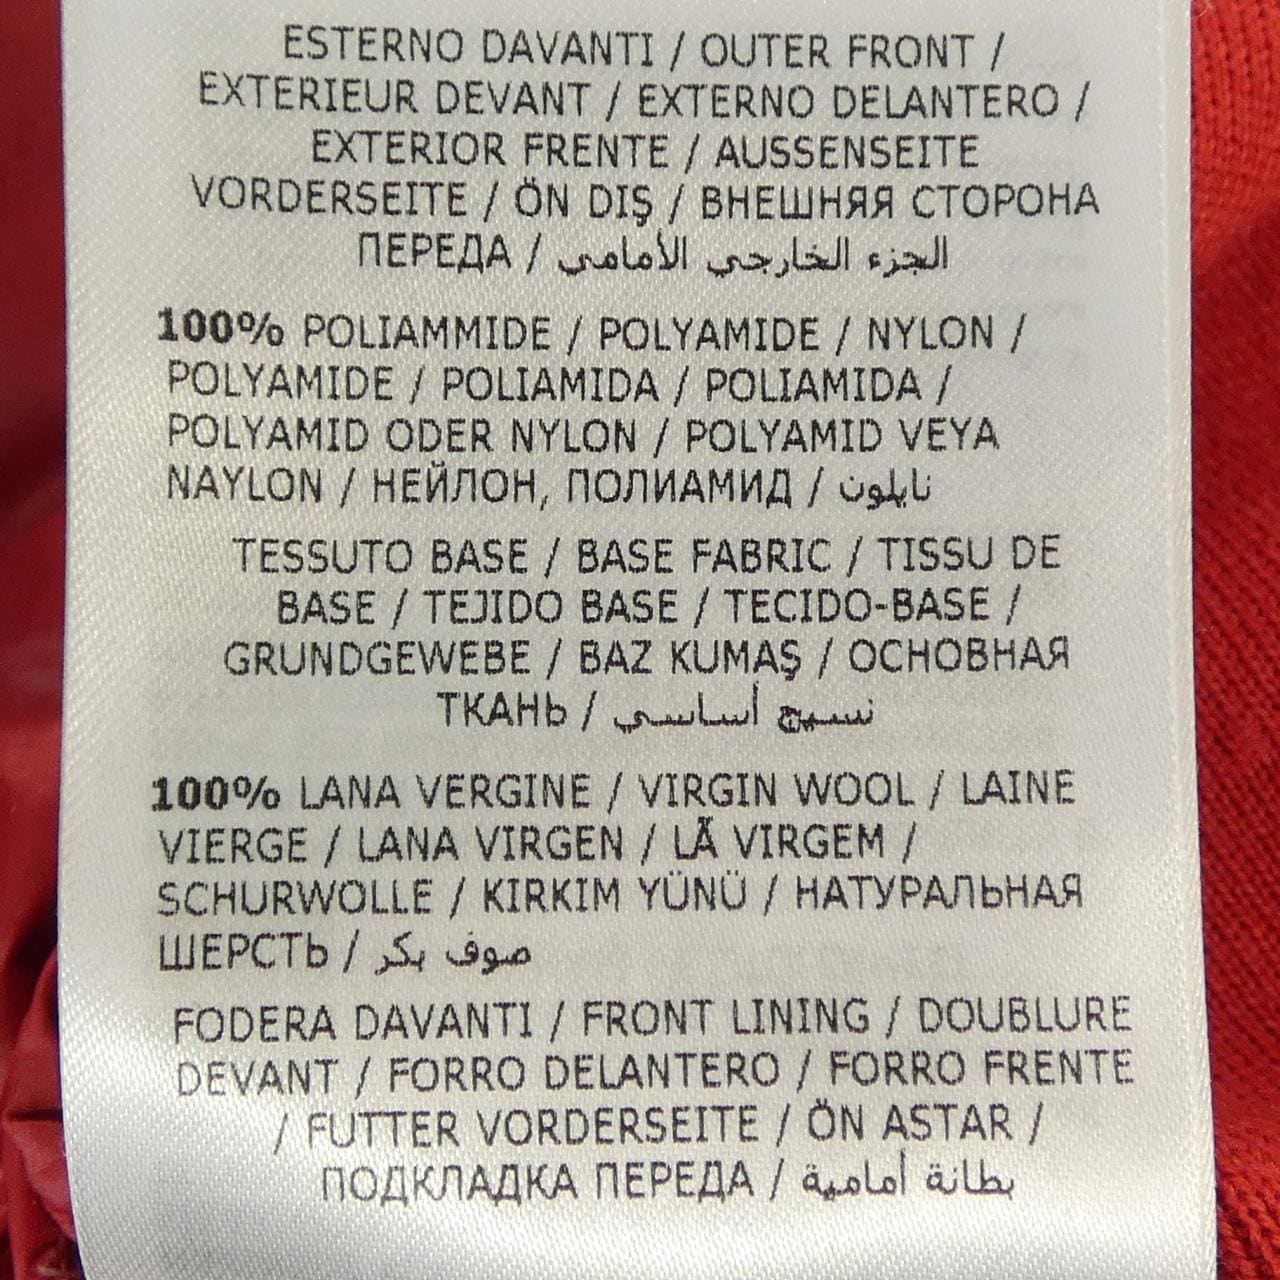 ESTERNO DAVANTI / OUTER FRONT /
EXTERIEUR DEVANT / EXTERNO DELANTERO /
EXTERIOR FRENTE / AUSSENSEITE
VORDERSEITE / ÖN DIŞ / ВНЕШНЯЯ СТОРОНА
ПЕРЕДА / الجزء الخارجي الأمامي
100% POLIAMMIDE / POLYAMIDE / NYLON /
POLYAMIDE / POLIAMIDA / POLIAMIDA /
POLYAMID ODER NYLON / POLYAMID VEYA
NAYLON / НЕЙЛОН, ПОЛИАМИД / نايلون
TESSUTO BASE / BASE FABRIC / TISSU DE
BASE / TEJIDO BASE / TECIDO-BASE /
GRUNDGEWEBE / BAZ KUMAŞ / ОСНОВНАЯ
ТКАНЬ / نسيج أساسي
100% LANA VERGINE / VIRGIN WOOL / LAINE
VIERGE / LANA VIRGEN / LÃ VIRGEM /
SCHURWOLLE / KIRKIM YÜNÜ / НАТУРАЛЬНАЯ
ШЕРСТЬ / صوف بكر
FODERA DAVANTI / FRONT LINING / DOUBLURE
DEVANT / FORRO DELANTERO / FORRO FRENTE
/ FUTTER VORDERSEITE / ÖN ASTAR /
ПОДКЛАДКА ПЕРЕДА / بطانة أمامية